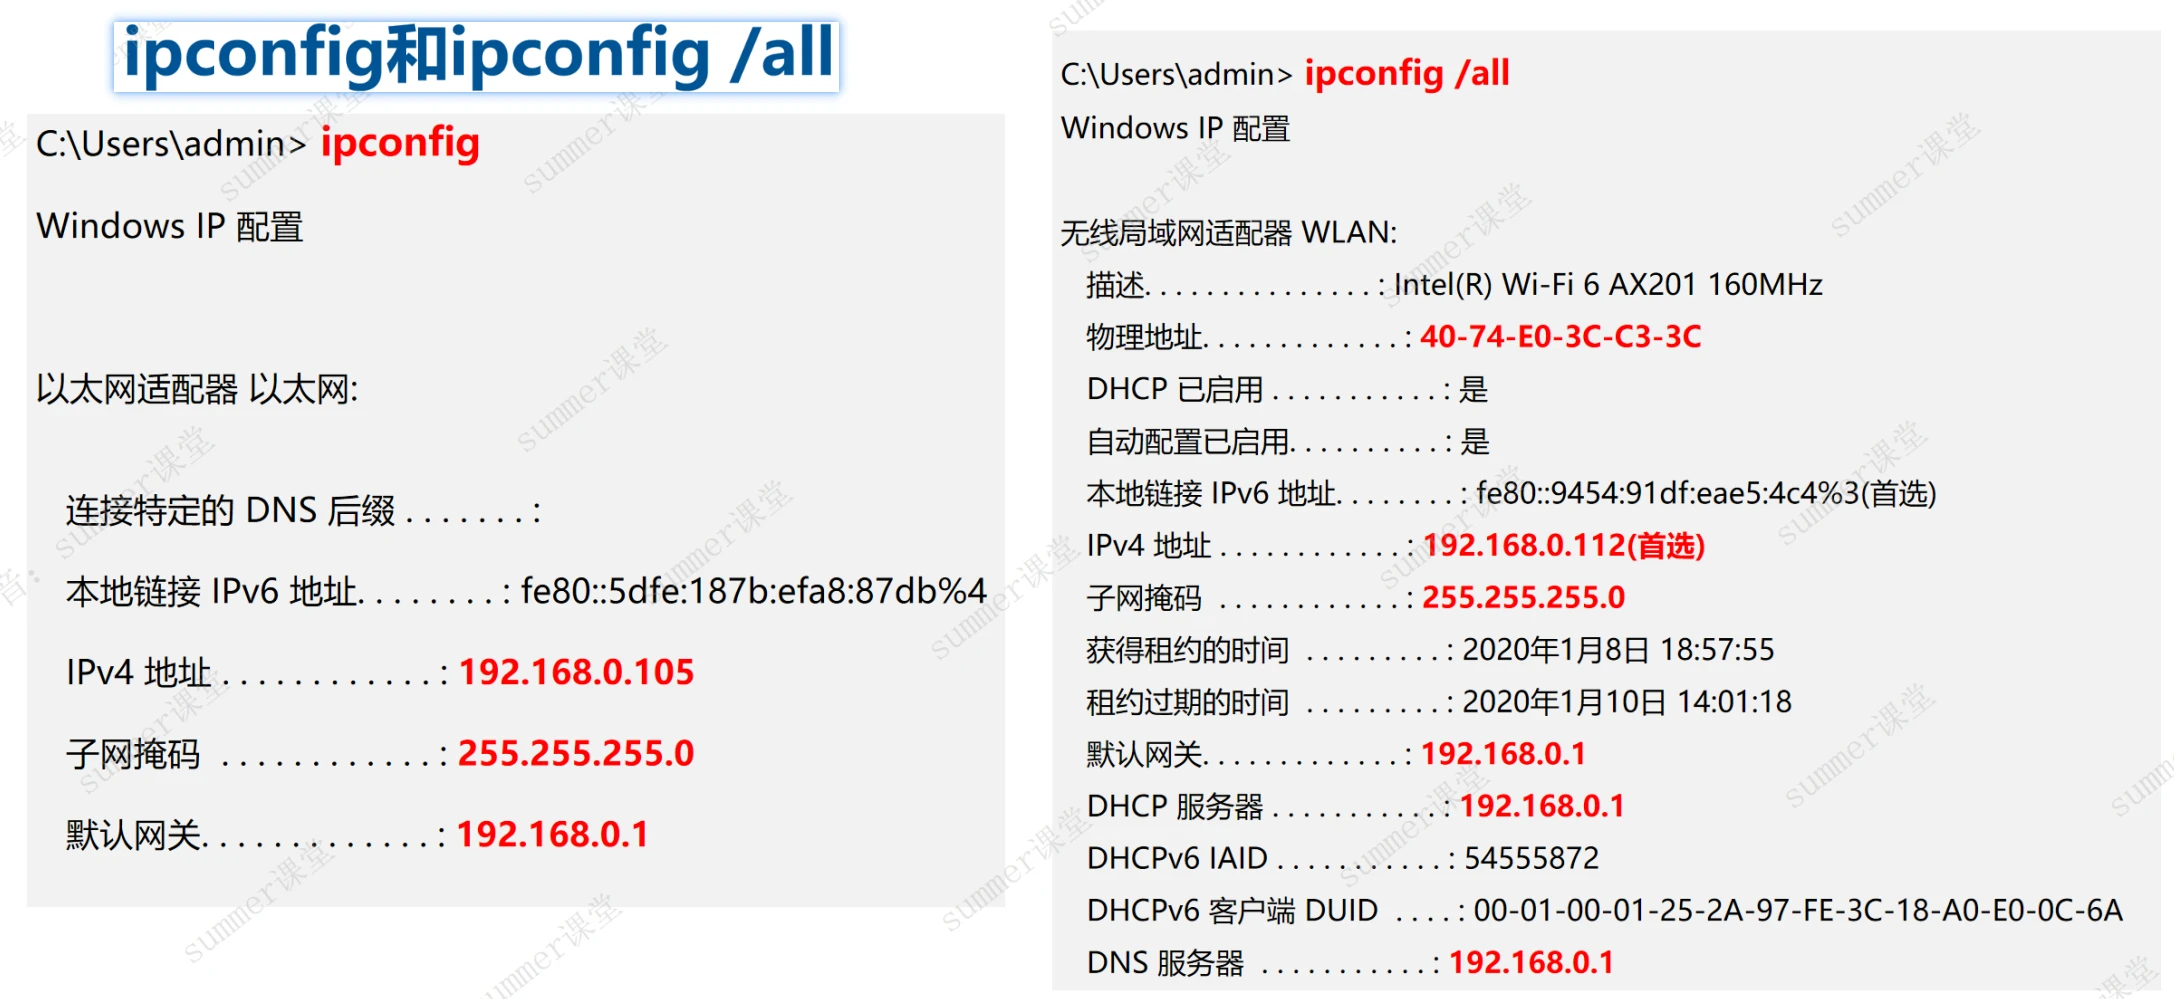 ipconfig和ipconfig /all
C:\Users\admin> ipconfig
Windows IP 配置
以太网适配器 以太网:
连接特定的 DNS 后缀 . . . . . . . :
本地链接 IPv6 地址. . . . . . . . : fe80::5dfe:187b:efa8:87db%4
IPv4 地址 . . . . . . . . . . . . : 192.168.0.105
子网掩码 . . . . . . . . . . . . : 255.255.255.0
默认网关. . . . . . . . . . . . . : 192.168.0.1
C:\Users\admin> ipconfig /all
Windows IP 配置
无线局域网适配器 WLAN:
描述. . . . . . . . . . . . . . . : Intel(R) Wi-Fi 6 AX201 160MHz
物理地址. . . . . . . . . . . . . : 40-74-E0-3C-C3-3C
DHCP 已启用 . . . . . . . . . . . . : 是
自动配置已启用. . . . . . . . . . : 是
本地链接 IPv6 地址. . . . . . . . : fe80::9454:91df:eae5:4c4%3(首选)
IPv4 地址 . . . . . . . . . . . . : 192.168.0.112(首选)
子网掩码 . . . . . . . . . . . . : 255.255.255.0
获得租约的时间 . . . . . . . . . : 2020年1月8日 18:57:55
租约过期的时间 . . . . . . . . . : 2020年1月10日 14:01:18
默认网关. . . . . . . . . . . . . : 192.168.0.1
DHCP 服务器 . . . . . . . . . . . : 192.168.0.1
DHCPv6 IAID . . . . . . . . . . . : 54555872
DHCPv6 客户端 DUID . . . . : 00-01-00-01-25-2A-97-FE-3C-18-A0-E0-0C-6A
DNS 服务器 . . . . . . . . . . . : 192.168.0.1
summer课堂